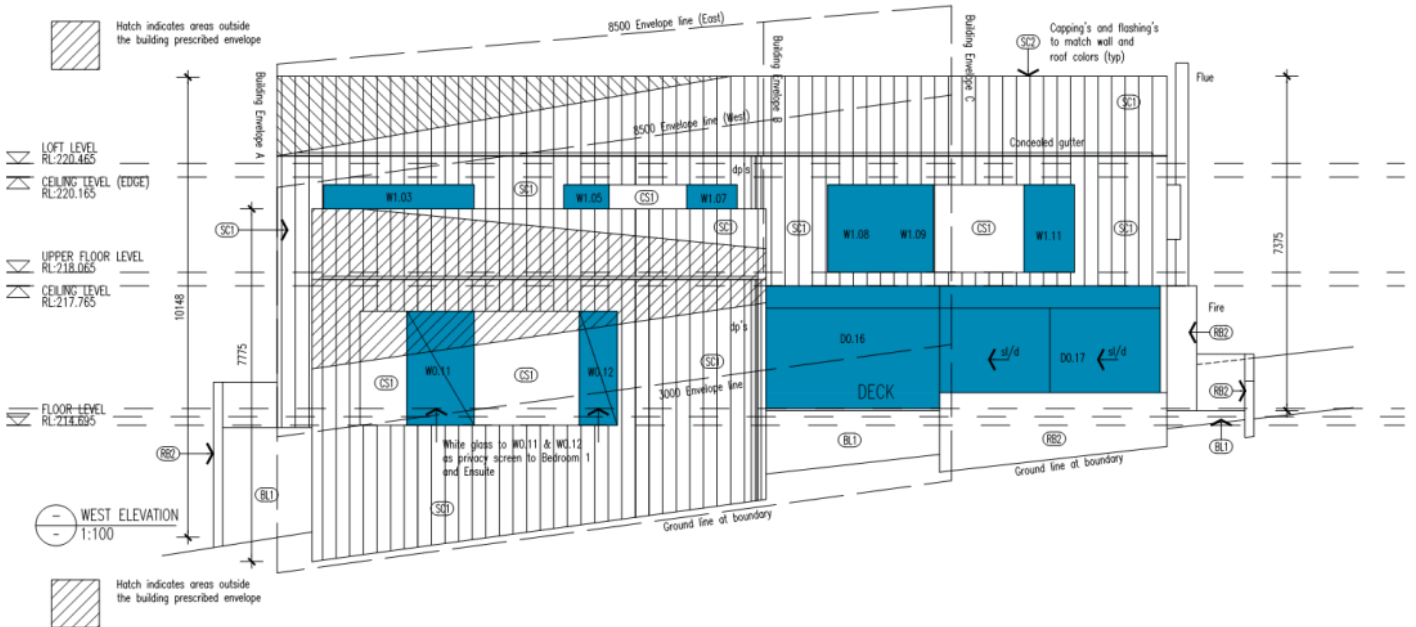 Hatch indicates areas outside
the building prescribed envelope
8500 Envelope line (East)
Building Envelope A
Building Envelope B
Building Envelope C
Capping's and flashing's
to match wall and
roof colors (typ)
SC2
Flue
SC1
8500 Envelope line (West)
Concealed gutter
LOFT LEVEL
RL:220.465
CEILING LEVEL (EDGE)
RL:220.165
dp's
W1.03
SC1
W1.05
CS1
W1.07
SC1
SC1
SC1
W1.08
W1.09
CS1
W1.11
SC1
UPPER FLOOR LEVEL
RL:218.065
CEILING LEVEL
RL:217.765
10148
7775
7375
dp's
Fire
RB2
D0.16
sl/d
D0.17
sl/d
CS1
W0.11
CS1
W0.12
SC1
3000 Envelope line
DECK
RB2
FLOOR LEVEL
RL:214.695
White glass to W0.11 & W0.12
as privacy screen to Bedroom 1
and Ensuite
BL1
RB2
BL1
RB2
BL1
SC1
Ground line at boundary
Ground line at boundary
- WEST ELEVATION
- 1:100
Hatch indicates areas outside
the building prescribed envelope